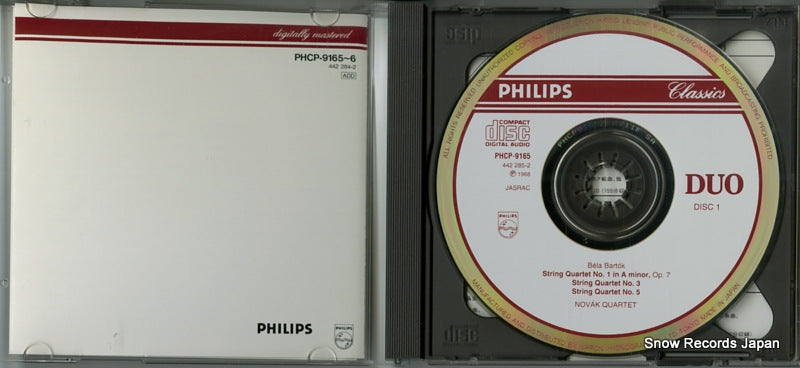 digitally mastered
PHCP-9165~6
442 284-2
ADD
PHILIPS
PHILIPS
PHILIPS
Classics
COMPACT
disc
DIGITAL AUDIO
PHCP-9165
442 285-2
℗ 1968
JASRAC
DUO
DISC 1
PHILIPS
Béla Bartók
String Quartet No. 1 in A minor, Op. 7
String Quartet No. 3
String Quartet No. 5
NOVÁK QUARTET
Snow Records Japan